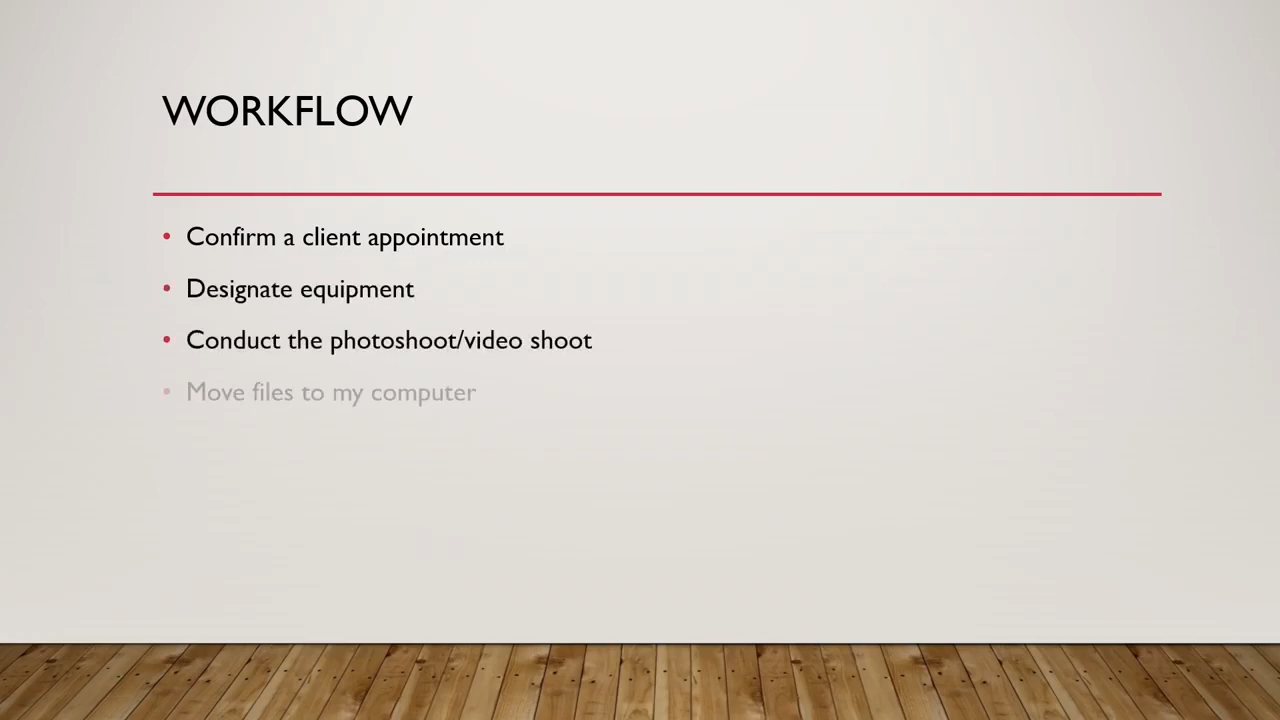 WORKFLOW
• Confirm a client appointment
• Designate equipment
• Conduct the photoshoot/video shoot
• Move files to my computer